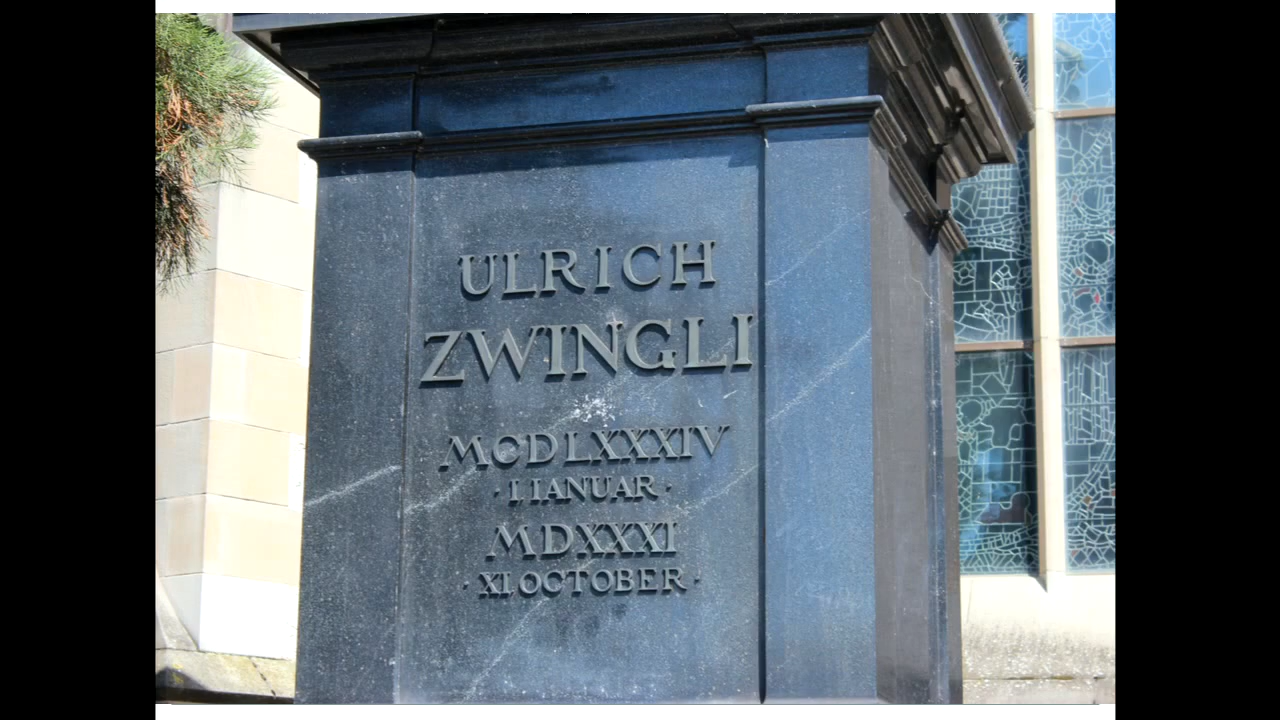 ULRICH
ZWINGLI
MCDLXXXIV
· I. IANUAR ·
MDXXXI
· XI. OCTOBER ·